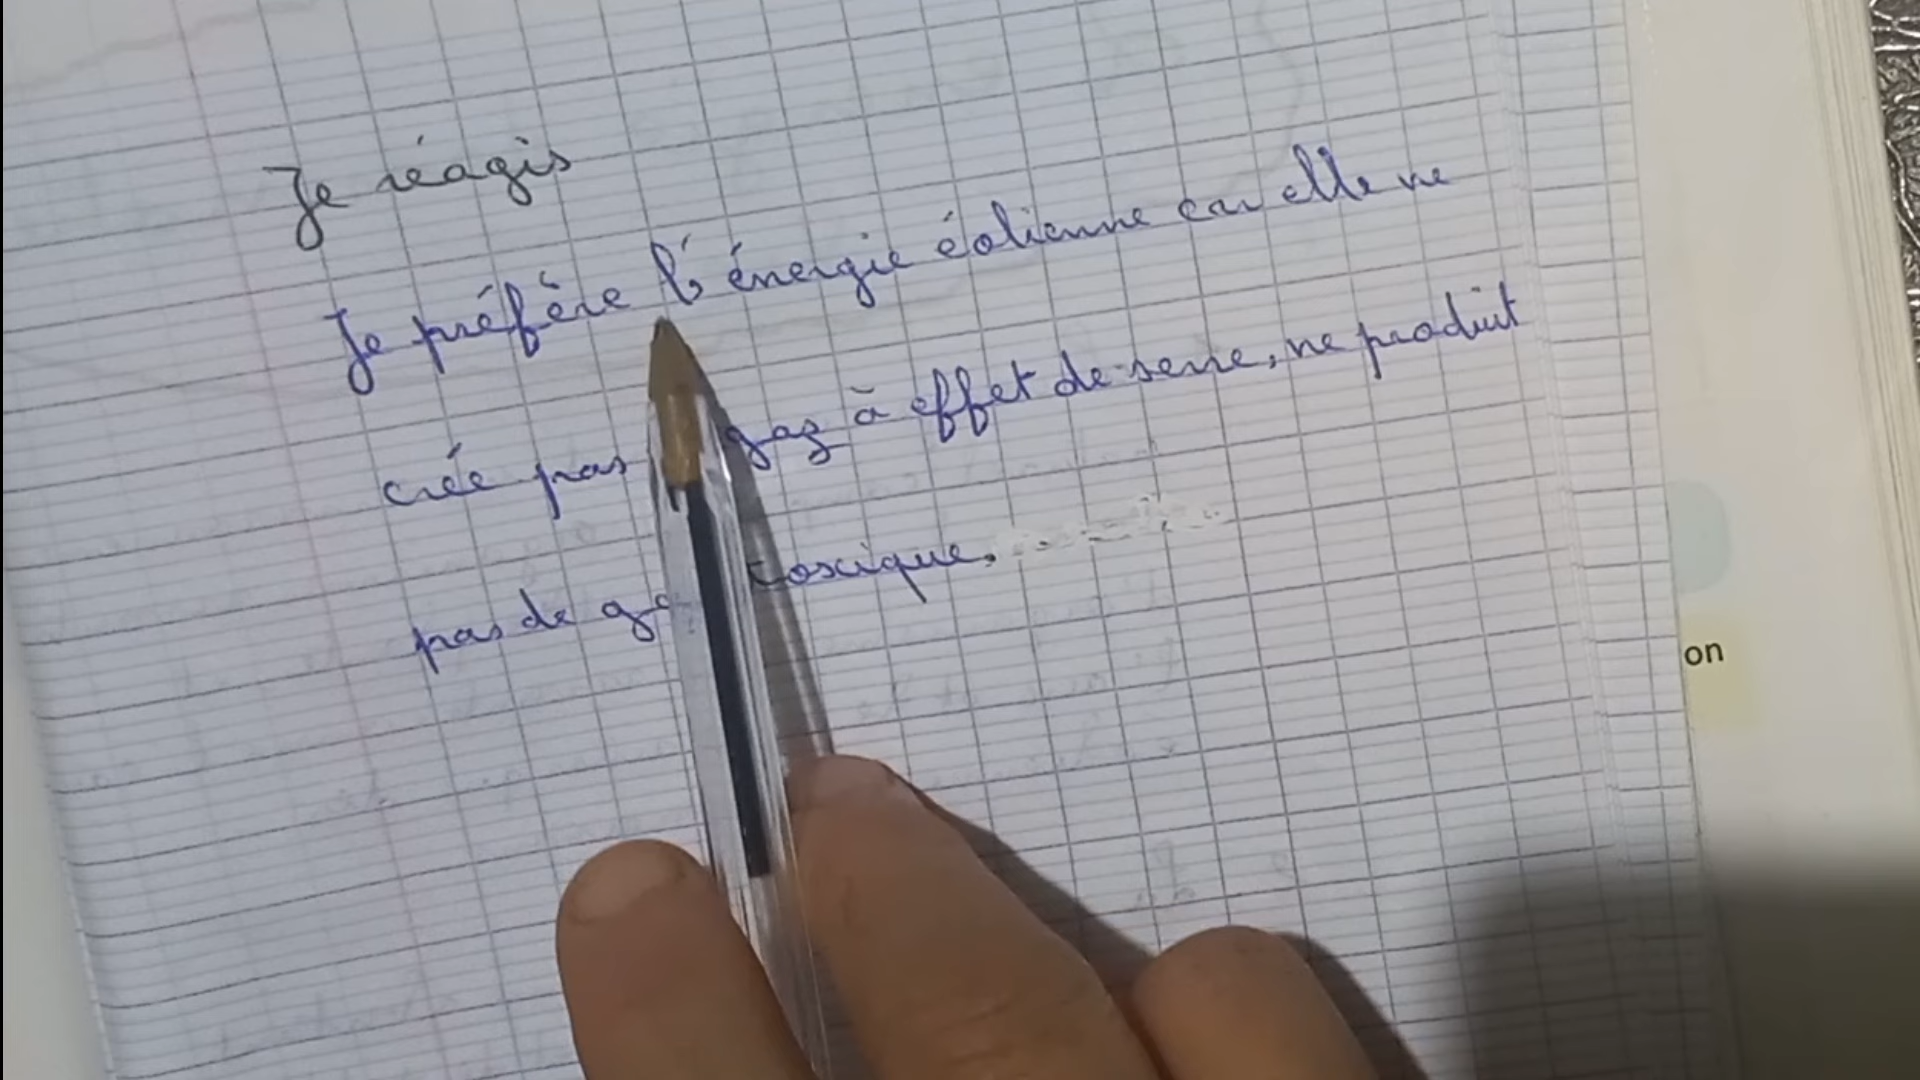 Je réagis
Je préfère l'énergie éolienne car elle ne
crée pas gaz à effet de serre, ne produit
pas de toxique.
on